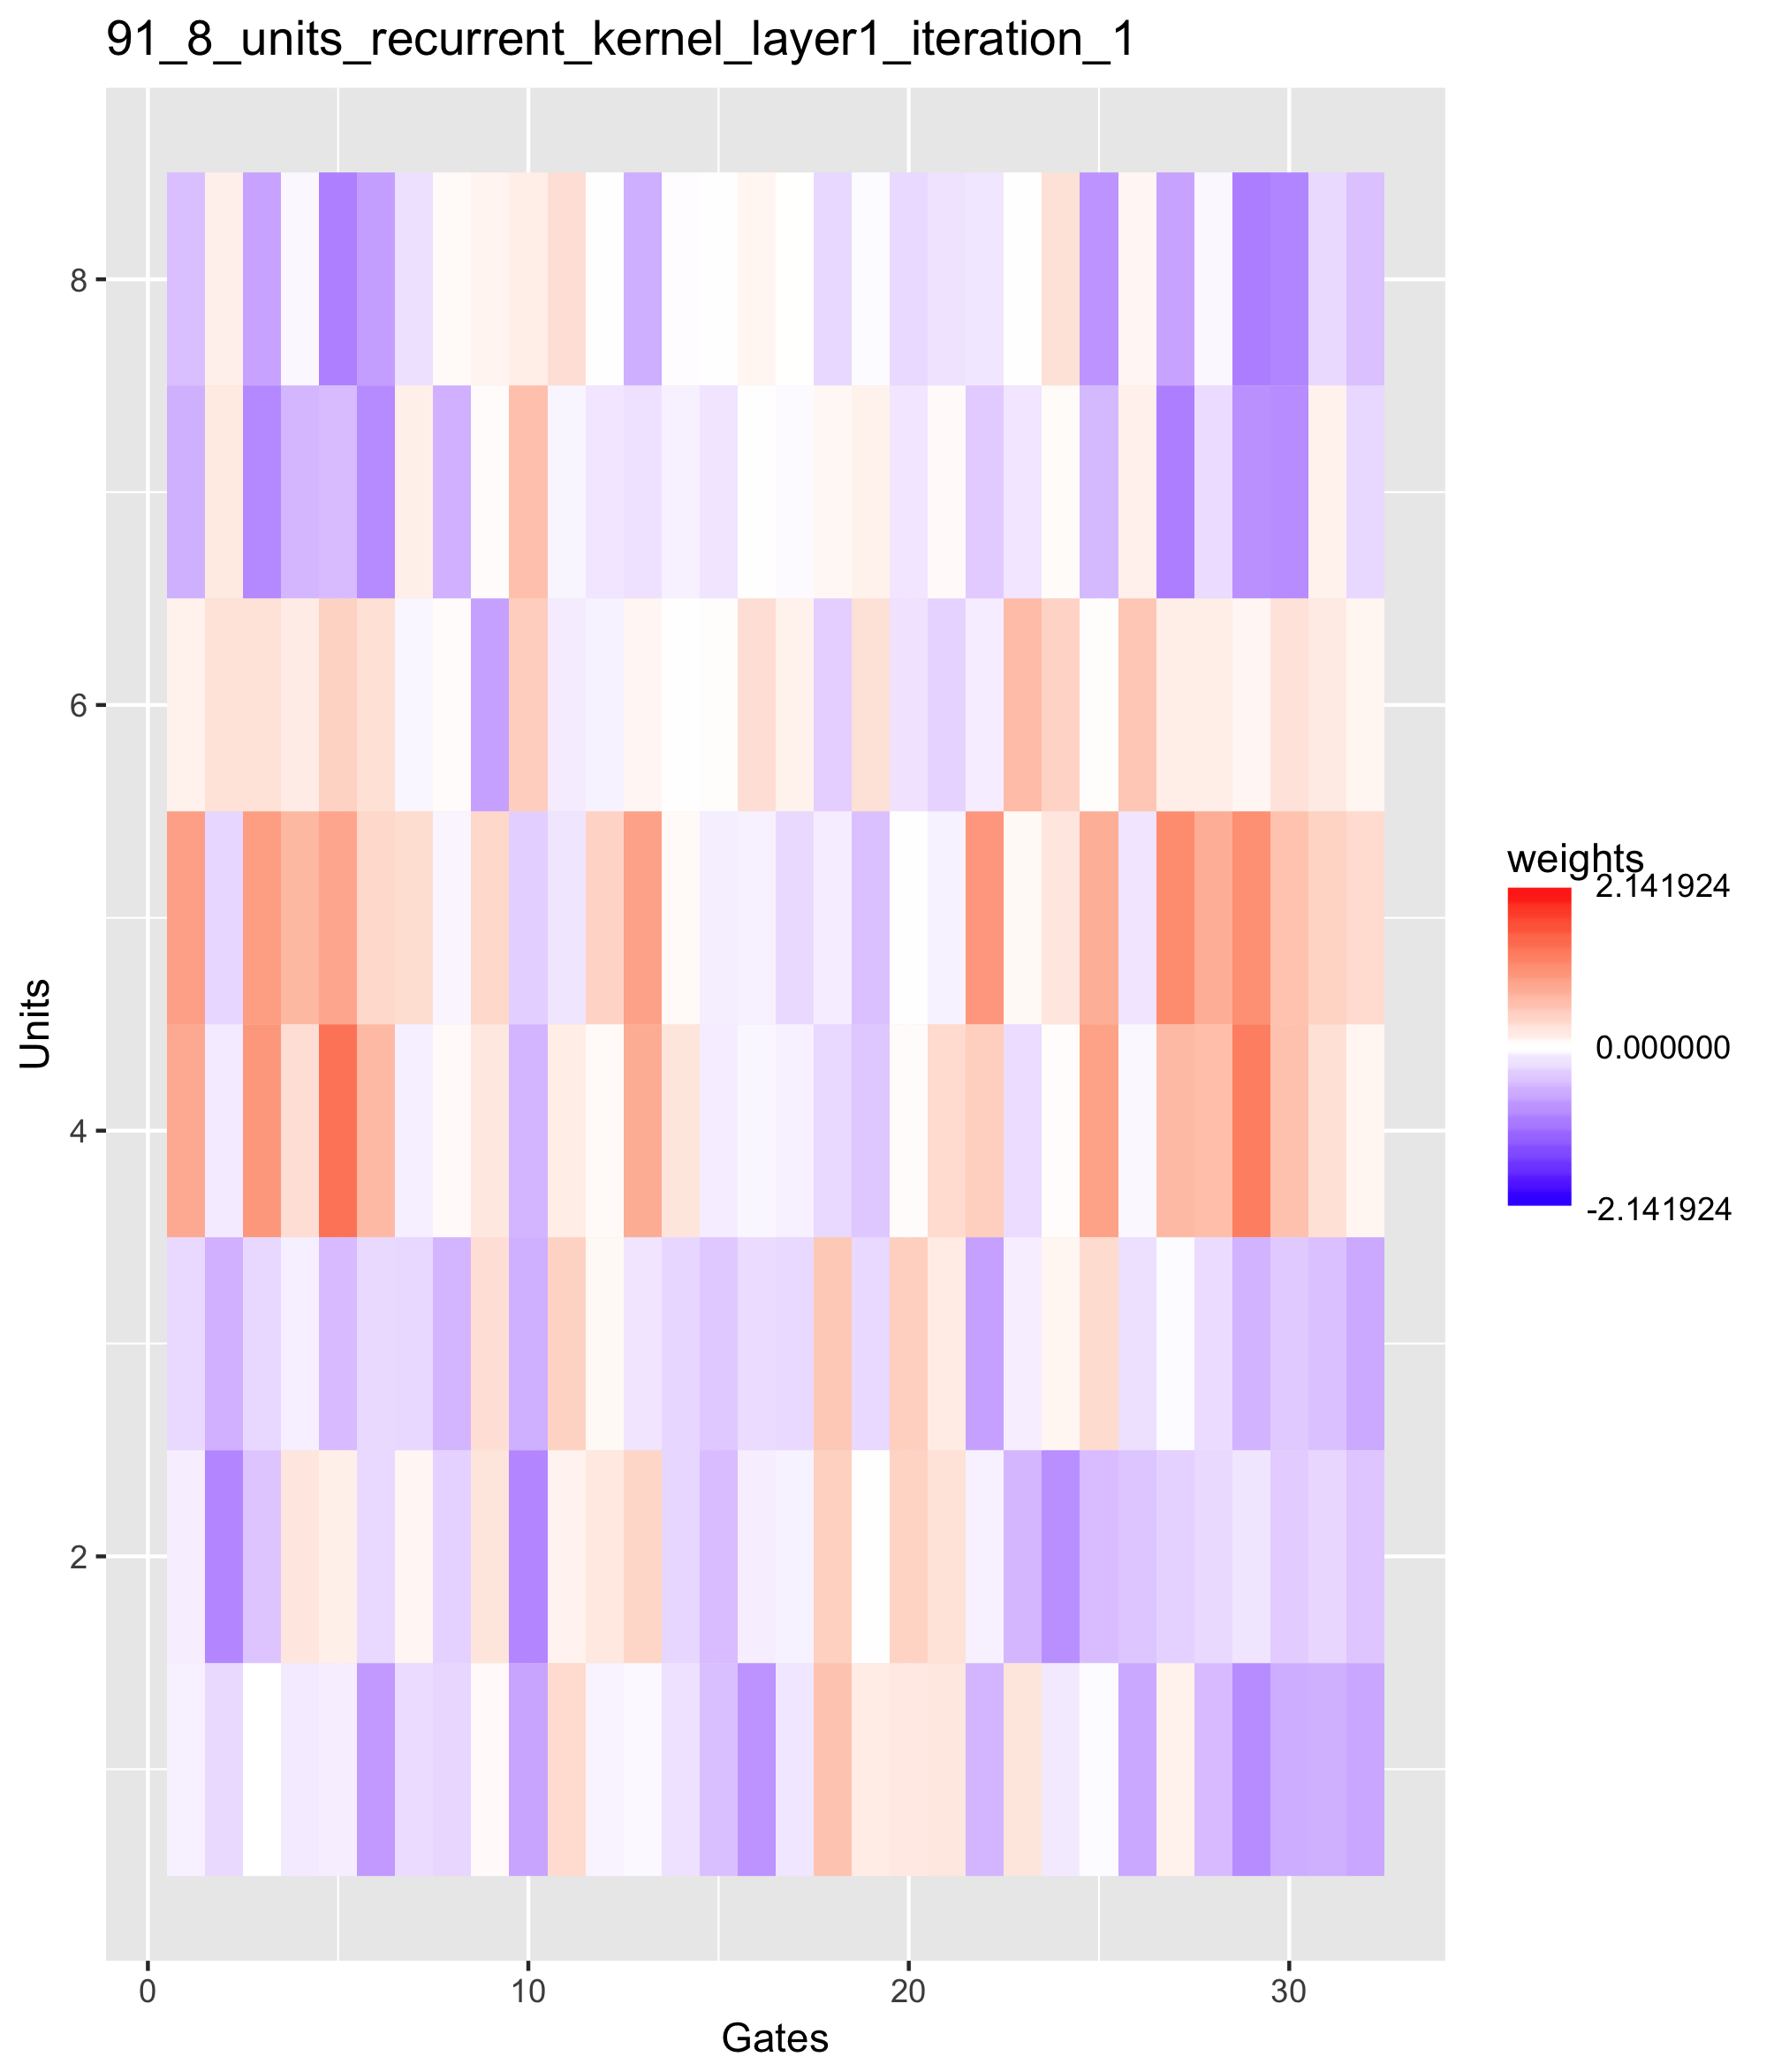 91_8_units_recurrent_kernel_layer1_iteration_1
8
6
4
2
Units
0 10 20 30
Gates
weights
2.141924
0.000000
-2.141924